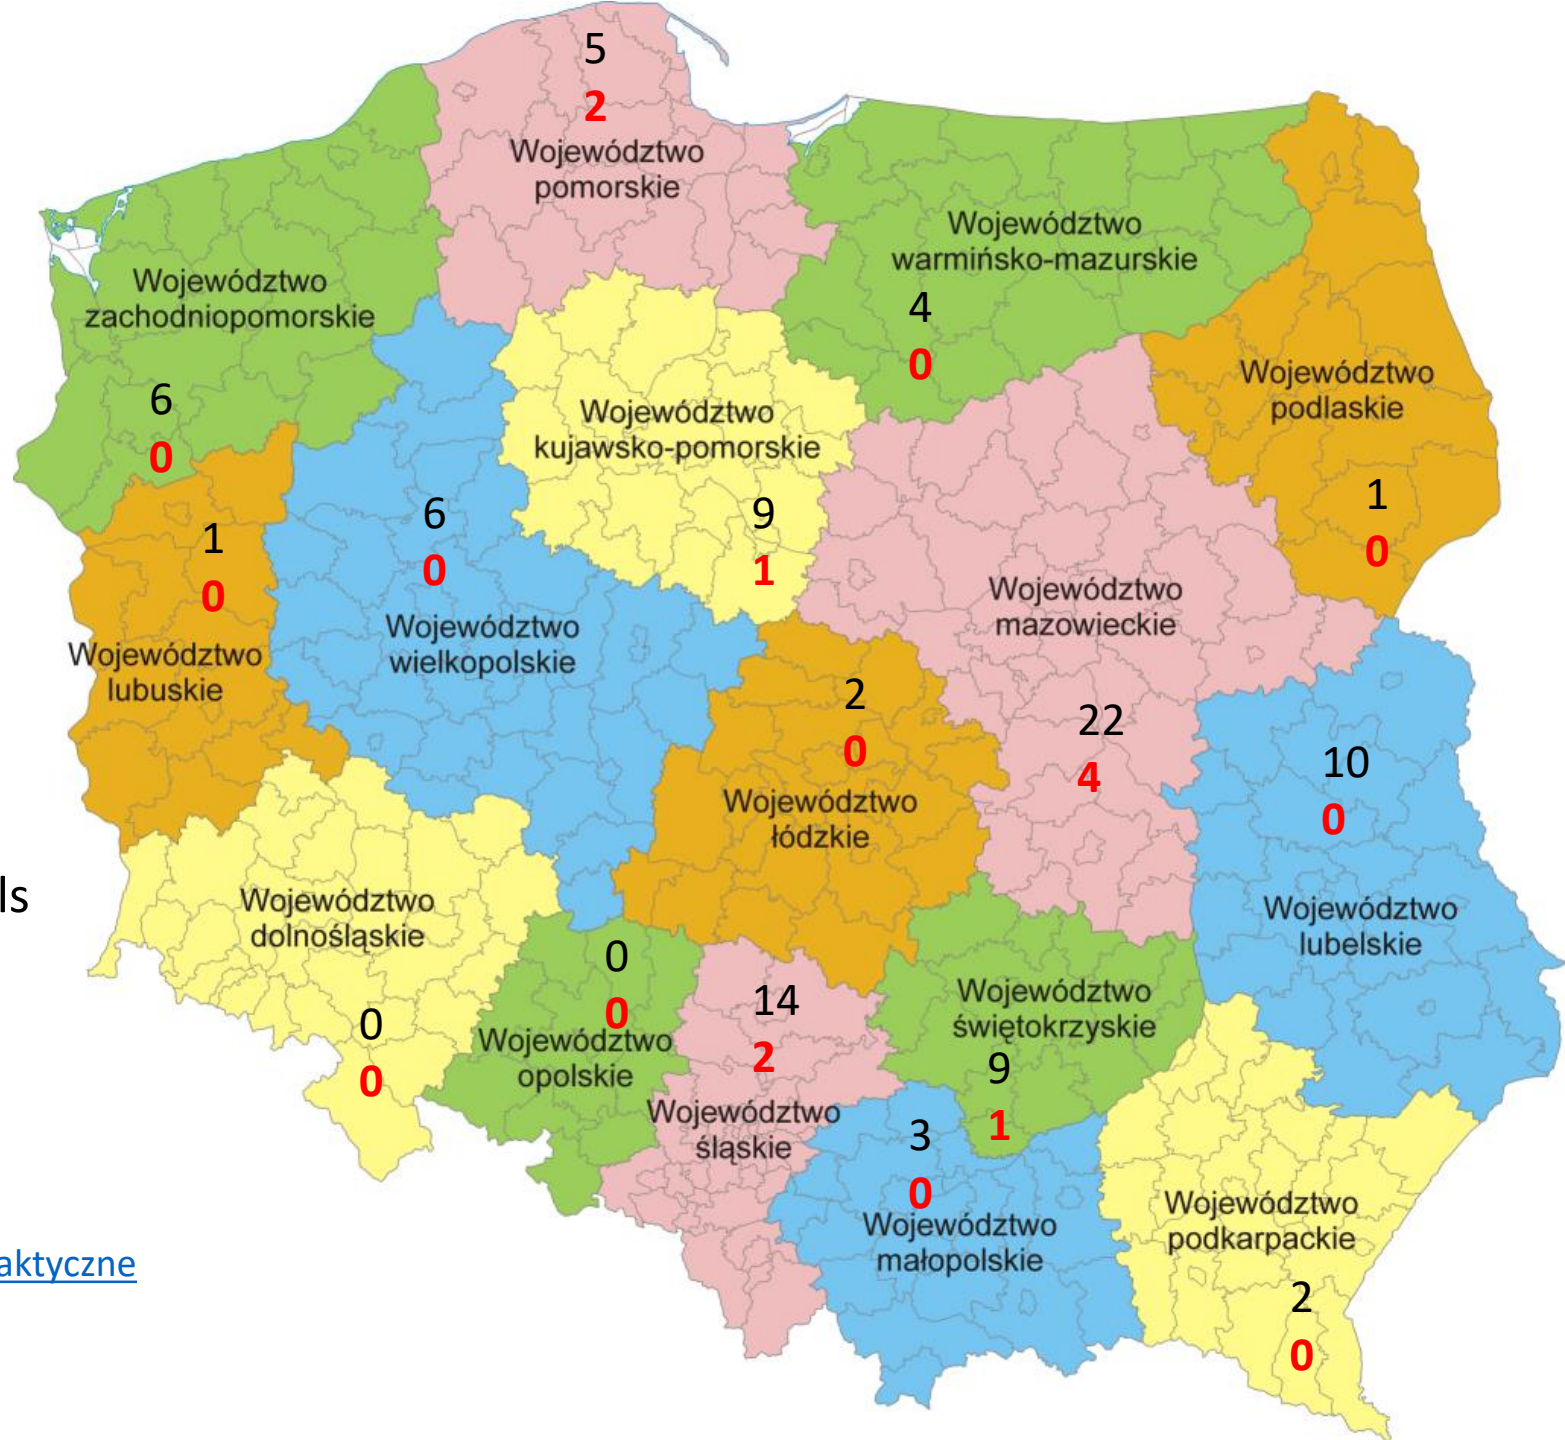 5
2
Województwo
pomorskie
Województwo
warmińsko-mazurskie
4
0
Województwo
zachodniopomorskie
6
0
Województwo
podlaskie
1
0
Województwo
kujawsko-pomorskie
9
1
1
0
Województwo
lubuskie
6
0
Województwo
wielkopolskie
Województwo
mazowieckie
22
4
2
0
Województwo
łódzkie
10
0
Województwo
lubelskie
ls
Województwo
dolnośląskie
0
0
0
0
Województwo
opolskie
14
2
Województwo
śląskie
Województwo
świętokrzyskie
9
1
3
0
Województwo
małopolskie
Województwo
podkarpackie
2
0
aktyczne